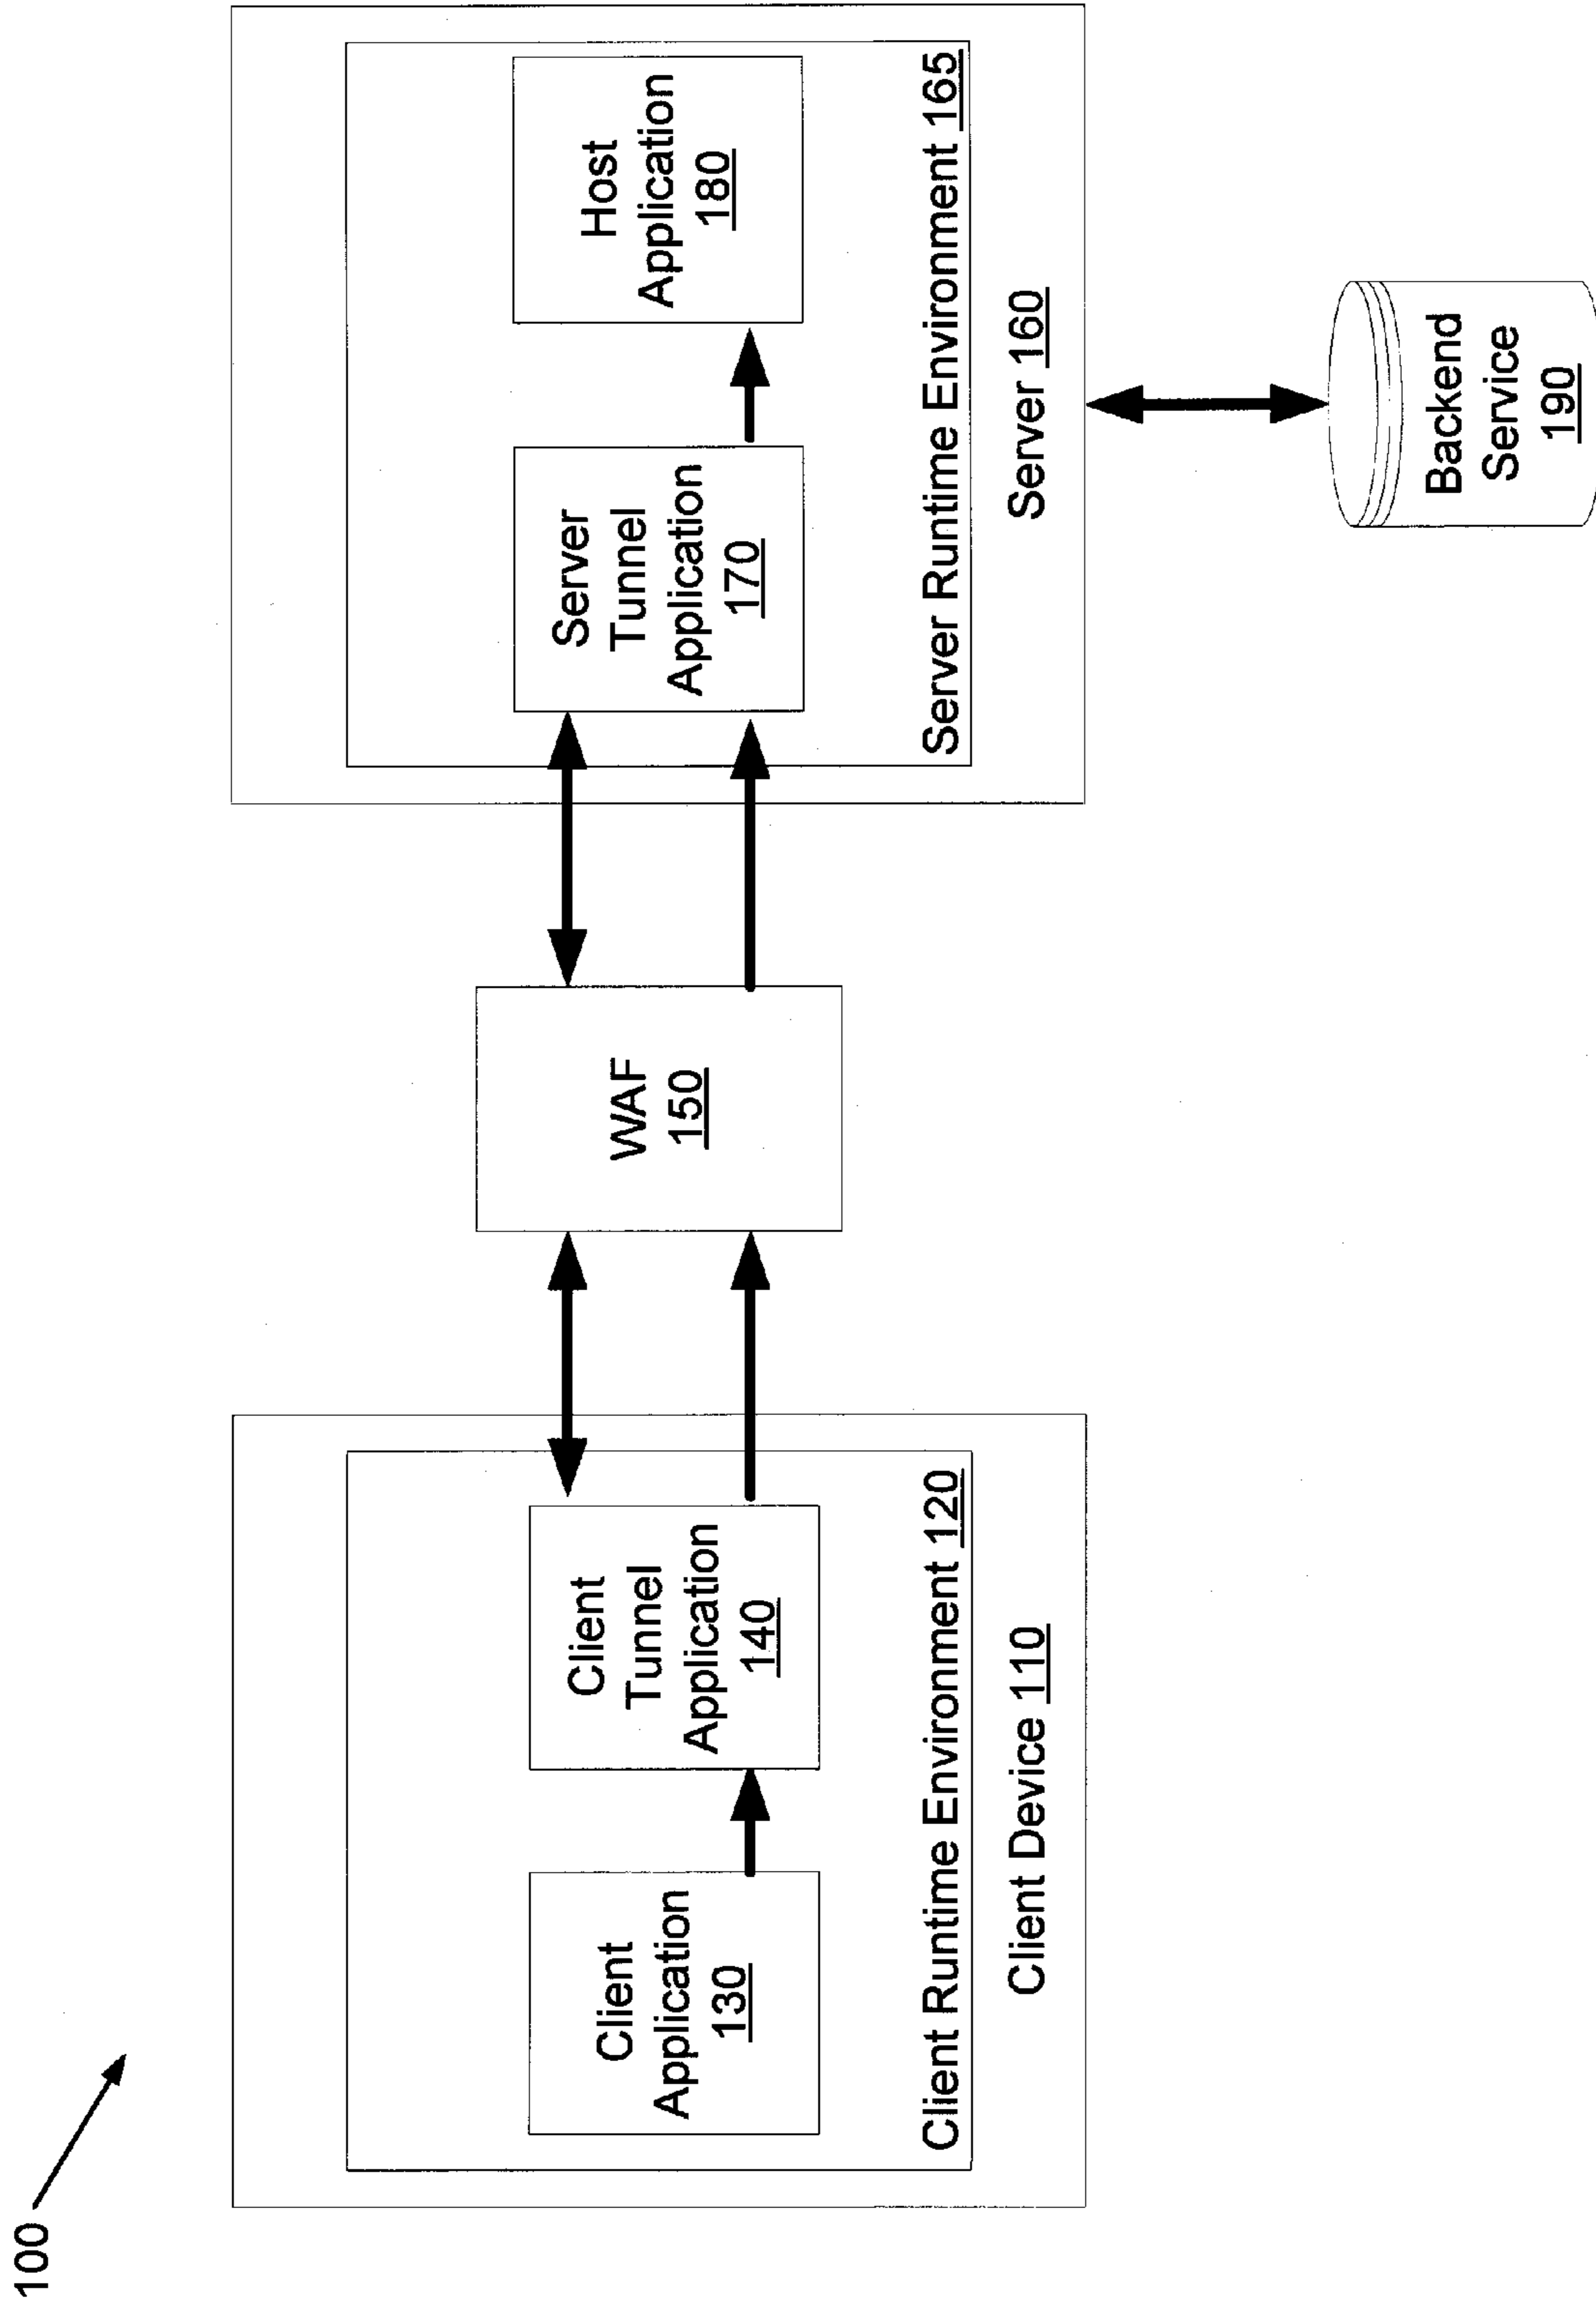 100
Client
Application
130
Client
Tunnel
Application
140
Client Runtime Environment 120
Client Device 110
WAF
150
Server
Tunnel
Application
170
Host
Application
180
Server Runtime Environment 165
Server 160
Backend
Service
190